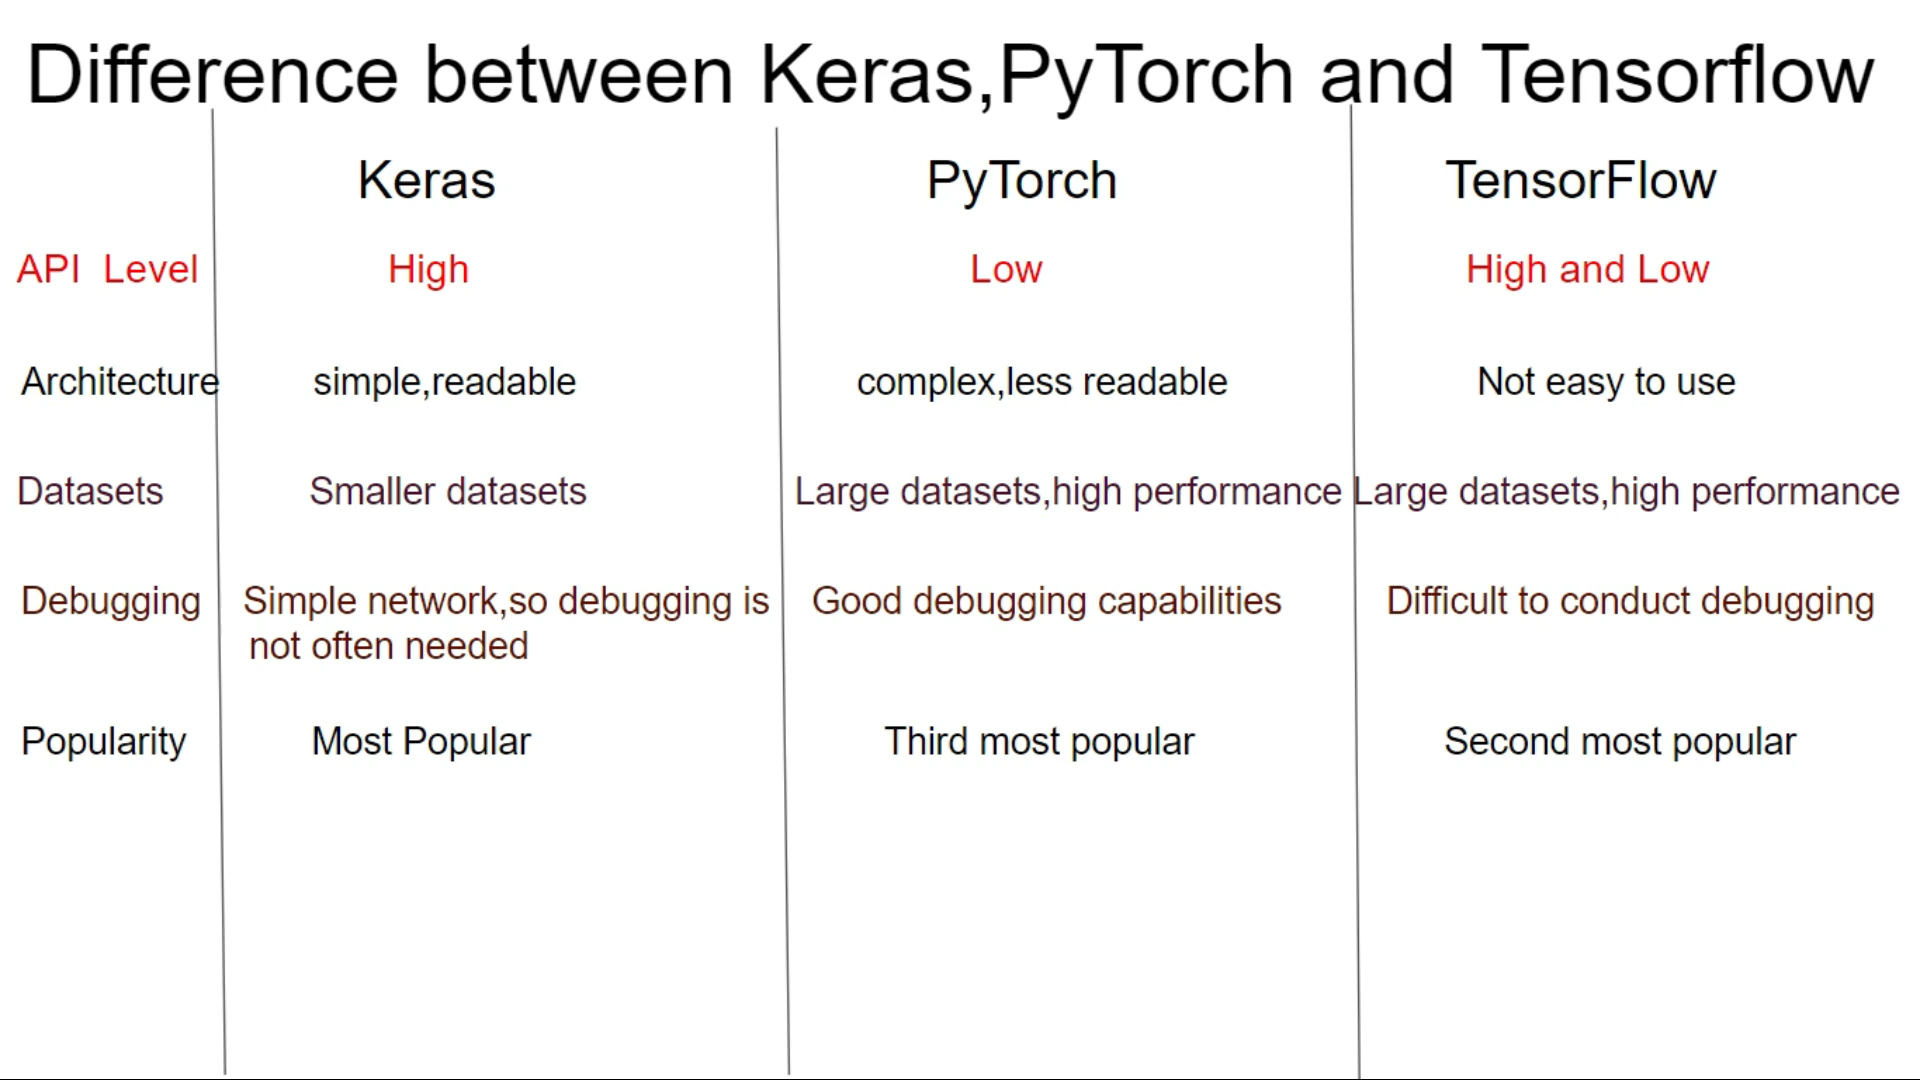 Difference between Keras,PyTorch and Tensorflow
Keras PyTorch TensorFlow
API Level High Low High and Low
Architecture simple,readable complex,less readable Not easy to use
Datasets Smaller datasets Large datasets,high performance Large datasets,high performance
Debugging Simple network,so debugging is Good debugging capabilities Difficult to conduct debugging
not often needed
Popularity Most Popular Third most popular Second most popular